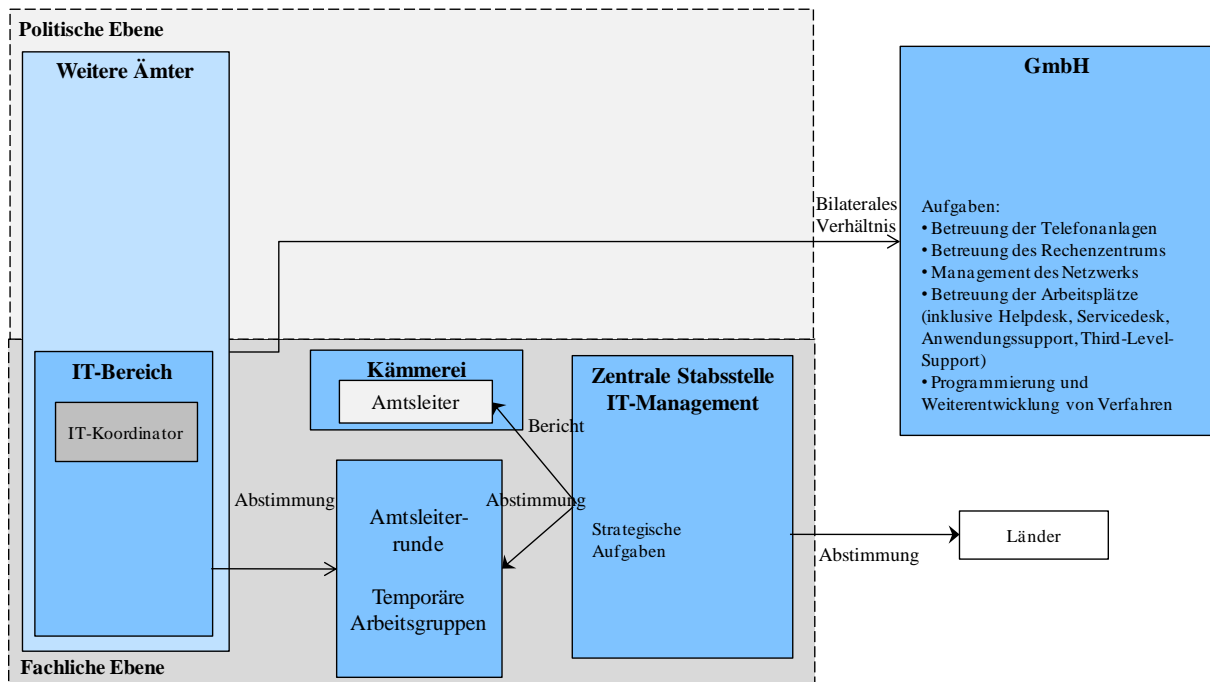 Politische Ebene
Weitere Ämter
GmbH
Bilaterales
Verhältnis
Aufgaben:
• Betreuung der Telefonanlagen
• Betreuung des Rechenzentrums
• Management des Netzwerks
• Betreuung der Arbeitsplätze
(inklusive Helpdesk, Servicedesk,
Anwendungssupport, Third-Level-
Support)
• Programmierung und
Weiterentwicklung von Verfahren
IT-Bereich
IT-Koordinator
Kämmerei
Amtsleiter
Zentrale Stabsstelle
IT-Management
Bericht
Abstimmung
Abstimmung
Amtsleiter-
runde
Temporäre
Arbeitsgruppen
Strategische
Aufgaben
Abstimmung
Länder
Fachliche Ebene